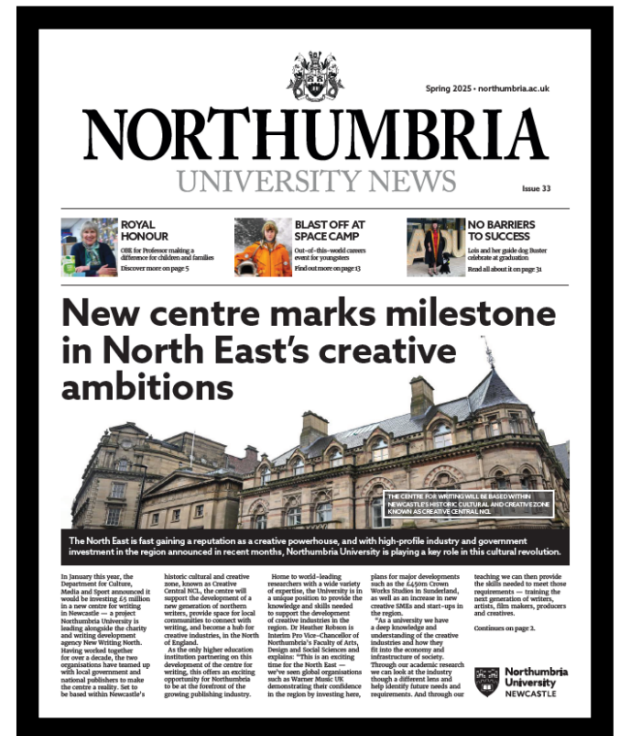 Spring 2025 • northumbria.ac.uk
NORTHUMBRIA
UNIVERSITY NEWS
Issue 33
ROYAL
HONOUR
OBE for Professor making a
difference for children and families
Discover more on page 5
BLAST OFF AT
SPACE CAMP
Out-of-this-world careers
event for youngsters
Find out more on page 13
NO BARRIERS
TO SUCCESS
Lois and her guide dog Buster
celebrate at graduation
Read all about it on page 31
New centre marks milestone
in North East's creative
ambitions
THE CENTRE FOR WRITING WILL BE BASED WITHIN
NEWCASTLE'S HISTORIC CULTURAL AND CREATIVE ZONE
KNOWN AS CREATIVE CENTRAL NCL
The North East is fast gaining a reputation as a creative powerhouse, and with high-profile industry and government
investment in the region announced in recent months, Northumbria University is playing a key role in this cultural revolution.
In January this year, the
Department for Culture,
Media and Sport announced it
would be investing £5 million
in a new centre for writing
in Newcastle — a project
Northumbria University is
leading alongside the charity
and writing development
agency New Writing North.
Having worked together
for over a decade, the two
organisations have teamed up
with local government and
national publishers to make
the centre a reality. Set to
be based within Newcastle's
historic cultural and creative
zone, known as Creative
Central NCL, the centre will
support the development of a
new generation of northern
writers, provide space for local
communities to connect with
writing, and become a hub for
creative industries, in the North
of England.
As the only higher education
institution partnering on this
development of the centre for
writing, this offers an exciting
opportunity for Northumbria
to be at the forefront of the
growing publishing industry.
Home to world-leading
researchers with a wide variety
of expertise, the University is in
a unique position to provide the
knowledge and skills needed
to support the development
of creative industries in the
region. Dr Heather Robson is
Interim Pro Vice-Chancellor of
Northumbria's Faculty of Arts,
Design and Social Sciences and
explains: "This is an exciting
time for the North East —
we've seen global organisations
such as Warner Music UK
demonstrating their confidence
in the region by investing here,
plans for major developments
such as the £450m Crown
Works Studios in Sunderland,
as well as an increase in new
creative SMEs and start-ups in
the region.
"As a university we have
a deep knowledge and
understanding of the creative
industries and how they
fit into the economy and
infrastructure of society.
Through our academic research
we can look at the industry
though a different lens and
help identify future needs and
requirements. And through our
teaching we can then provide
the skills needed to meet those
requirements — training the
next generation of writers,
artists, film makers, producers
and creatives.
Continues on page 2.
Northumbria
University
NEWCASTLE